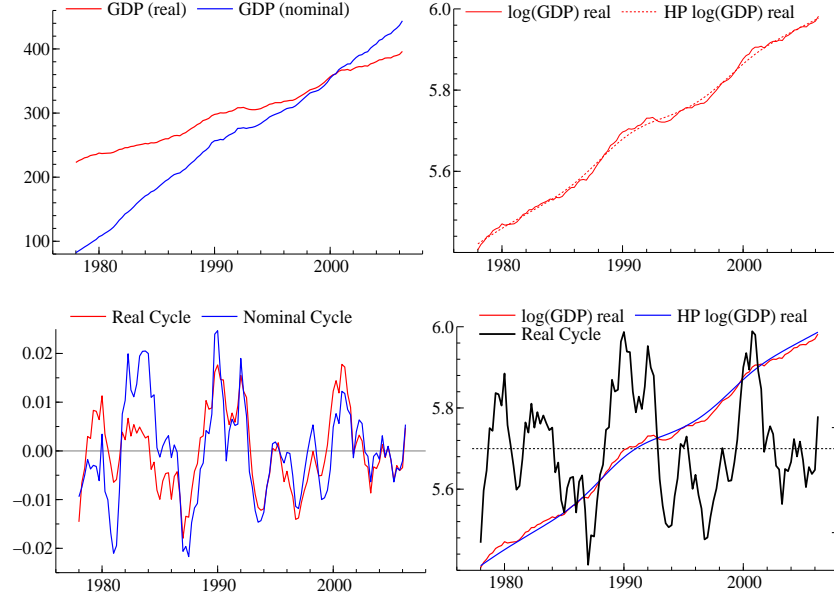 GDP (real) GDP (nominal)
400
300
200
100
1980 1990 2000
log(GDP) real HP log(GDP) real
6.0
5.8
5.6
1980 1990 2000
Real Cycle Nominal Cycle
0.02
0.01
0.00
−0.01
−0.02
1980 1990 2000
log(GDP) real HP log(GDP) real
Real Cycle
6.0
5.8
5.6
1980 1990 2000